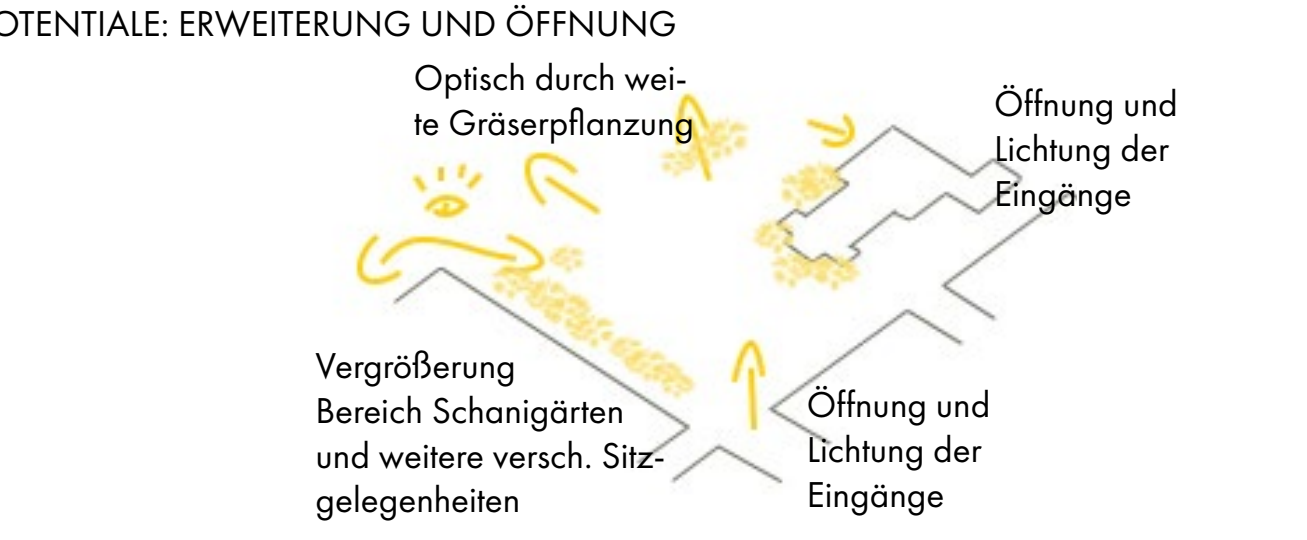 OTENTIALE: ERWEITERUNG UND ÖFFNUNG
Optisch durch wei-
te Gräserpflanzung
Öffnung und
Lichtung der
Eingänge
Vergrößerung
Bereich Schanigärten
und weitere versch. Sitz-
gelegenheiten
Öffnung und
Lichtung der
Eingänge